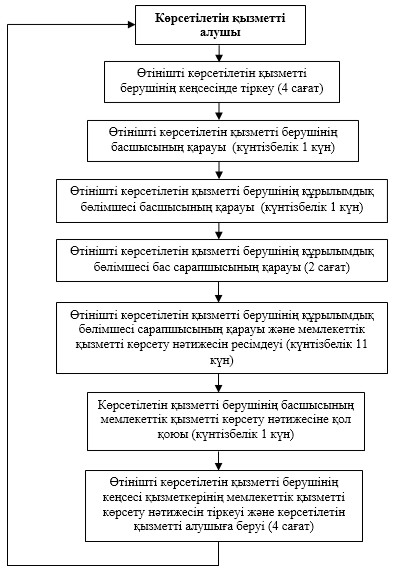 Көрсетілетін қызметті
алушы
Өтінішті көрсетілетін қызметті
берушінің кеңсесінде тіркеу (4 сағат)
Өтінішті көрсетілетін қызметті берушінің
басшысының қарауы (күнтізбелік 1 күн)
Өтінішті көрсетілетін қызметті берушінің құрылымдық
бөлімшесі басшысының қарауы (күнтізбелік 1 күн)
Өтінішті көрсетілетін қызметті берушінің құрылымдық
бөлімшесі бас сарапшысының қарауы (2 сағат)
Өтінішті көрсетілетін қызметті берушінің құрылымдық
бөлімшесі сарапшысының қарауы және мемлекеттік
қызметті көрсету нәтижесін ресімдеуі (күнтізбелік 11
күн)
Көрсетілетін қызметті берушінің басшысының
мемлекеттік қызметті көрсету нәтижесіне қол
қоюы (күнтізбелік 1 күн)
Өтінішті көрсетілетін қызметті берушінің
кеңсесі қызметкерінің мемлекеттік қызметті
көрсету нәтижесін тіркеуі және көрсетілетін
қызметті алушыға беруі (4 сағат)